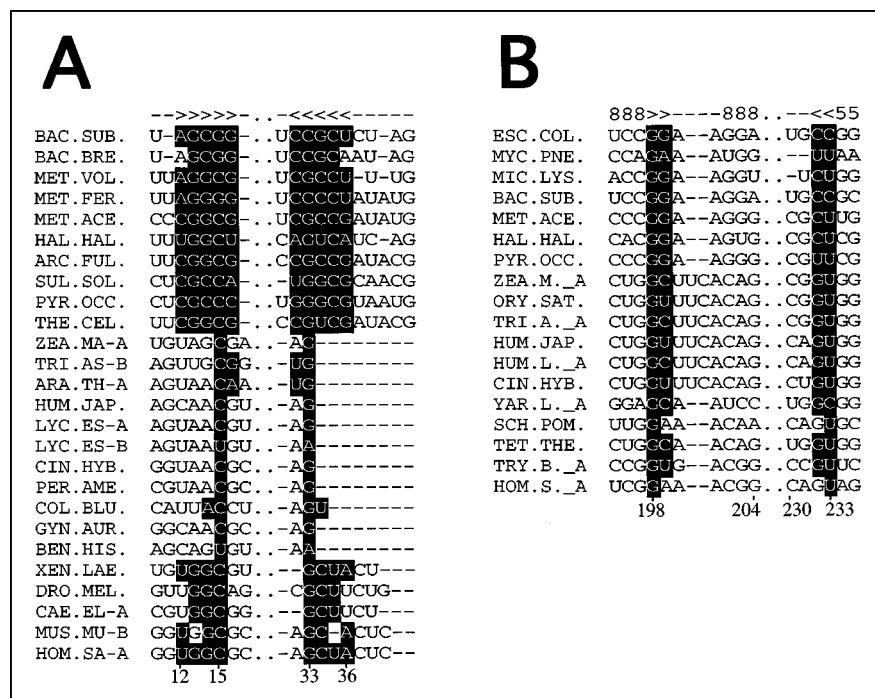 A
-->>>>>-...-<<<<<-----
BAC.SUB. U-AGCGG-..UCCGCUCU-AG
BAC.BRE. U-AGCGG-..UCCGCAAU-AG
MET.VOL. UUAGGCG-..UCGCCUU-UG
MET.FER. UUAGGGG-..UCCCCUAUAUG
MET.ACE. CCCGGCG-..UCGCCGAUAUG
HAL.HAL. UUUGGCU-..CAGUCAUC-AG
ARC.FUL. UUCGGCG-..CCGCCGAUACG
SUL.SOL. CUCGCCA-..-UGGCGCAACG
PYR.OCC. CUCGCCC-..UGGGCGUAAUG
THE.CEL. UUCGGCG-..CCGUCGAUACG
ZEA.MA-A UGUAGCGA..-AC-------
TRI.AS-B AGUUGCGG..-UG-------
ARA.TH-A AGUAACAA..-UG-------
HUM.JAP. AGCAACGU..-AG-------
LYC.ES-A AGUAACGU..-AG-------
LYC.ES-B AGUAAUGU..-AA-------
CIN.HYB. GGUAACGC..-AG-------
PER.AME. CGUAACGC..-AG-------
COL.BLU. CAUUACCU..-AGU------
GYN.AUR. GGCAACGC..-AG-------
BEN.HIS. AGCAGUGU..-AA-------
XEN.LAE. UGUGGCGU..--GCUACU---
DRO.MEL. GUUGGCAG..-CGCUUCUG--
CAE.EL-A CGUGGCGG..--GCUUCU---
MUS.MU-B GGUGGCGC..-AGC-ACUC--
HOM.SA-A GGUGGCGC..-AGCUACUC--
12 15 33 36
B
888>>----888...--<<55
ESC.COL. UCCGGA--AGGA..-UGCCGG
MYC.PNE. CCAGAA--AUGG..--UUAA
MIC.LYS. ACCGGA--AGGU..-UCUGG
BAC.SUB. UCCGGA--AGGA..UGCCGC
MET.ACE. CCCGGA--AGGG..CGCUUG
HAL.HAL. CACGGA--AGUG..CGCUCG
PYR.OCC. CCCGGA--AGGG..CGUUCG
ZEA.M._A CUGGCUUCACAG..CGGUGG
ORY.SAT. CUGGUUUCACAG..CGGUGG
TRI.A._A CUGGCUUCACAG..CGGUGG
HUM.JAP. CUGGUUUCACAG..CAGUGG
HUM.L._A CUGGCUUCACAG..CGGUGG
CIN.HYB. CUGGUUUCACAG..CUGUGG
YAR.L._A GGAGCA--AUCC..UGGCGG
SCH.POM. UUGGAA--ACAA..CAGUGC
TET.THE. CUGGCA--ACAG..UGGUGG
TRY.B._A CCGGUG--ACGG..CCGUUC
HOM.S._A UCGGAA--ACGG..CAGUAG
198 204 230 233